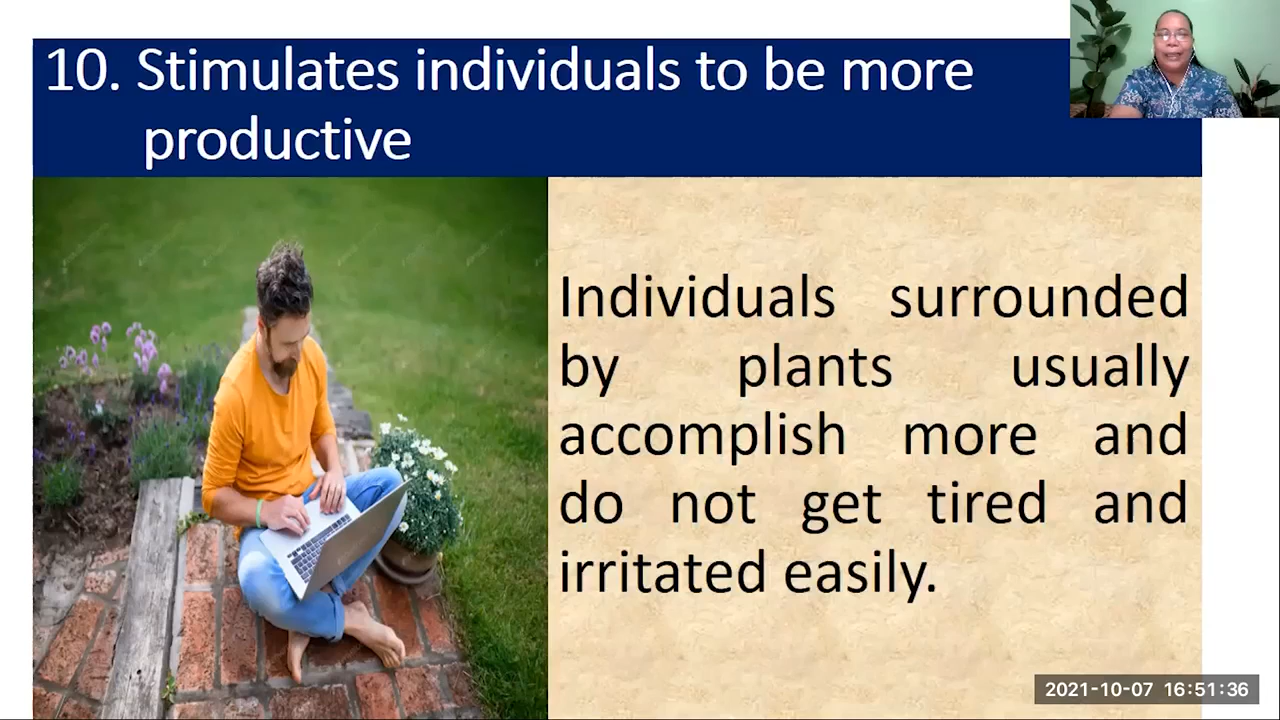 10. Stimulates individuals to be more
productive
Individuals surrounded
by plants usually
accomplish more and
do not get tired and
irritated easily.
2021-10-07 16:51:36